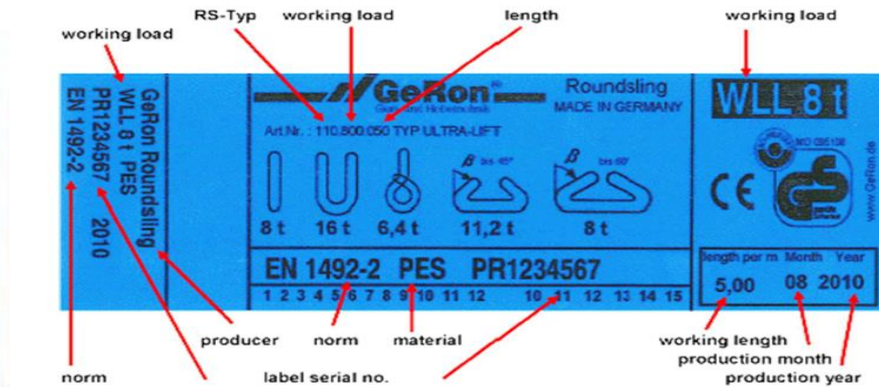 RS-Typ
working load
length
working load
working load
GeRon Roundsling
WLL 8 t PES
PR1234567 2010
EN 1492-2
GeRon
Roundsling
MADE IN GERMANY
Art.Nr. : 110.800.050 TYP ULTRA-LIFT
β bis 45°
β bis 60°
8 t 16 t 6,4 t 11,2 t 8 t
EN 1492-2 PES PR1234567
1 2 3 4 5 6 7 8 9 10 11 12 10 11 12 13 14 15
WLL 8 t
CE
GS
www.GeRon.de
length per m Month Year
5,00 08 2010
producer
norm
material
working length
production month
production year
norm
label serial no.